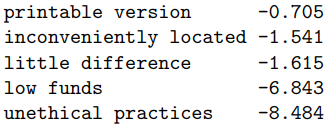 printable version -0.705
inconveniently located -1.541
little difference -1.615
low funds -6.843
unethical practices -8.484